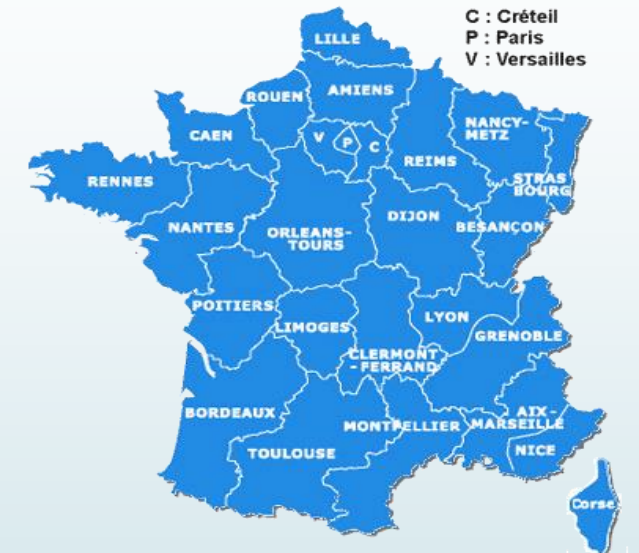 C : Créteil
P : Paris
V : Versailles
LILLE
AMIENS
ROUEN
CAEN
V
P
C
REIMS
NANCY-
METZ
STRAS
BOURG
RENNES
NANTES
ORLEANS-
TOURS
DIJON
BESANÇON
POITIERS
LIMOGES
CLERMONT
-FERRAND
LYON
GRENOBLE
BORDEAUX
TOULOUSE
MONTPELLIER
AIX-
MARSEILLE
NICE
Corse